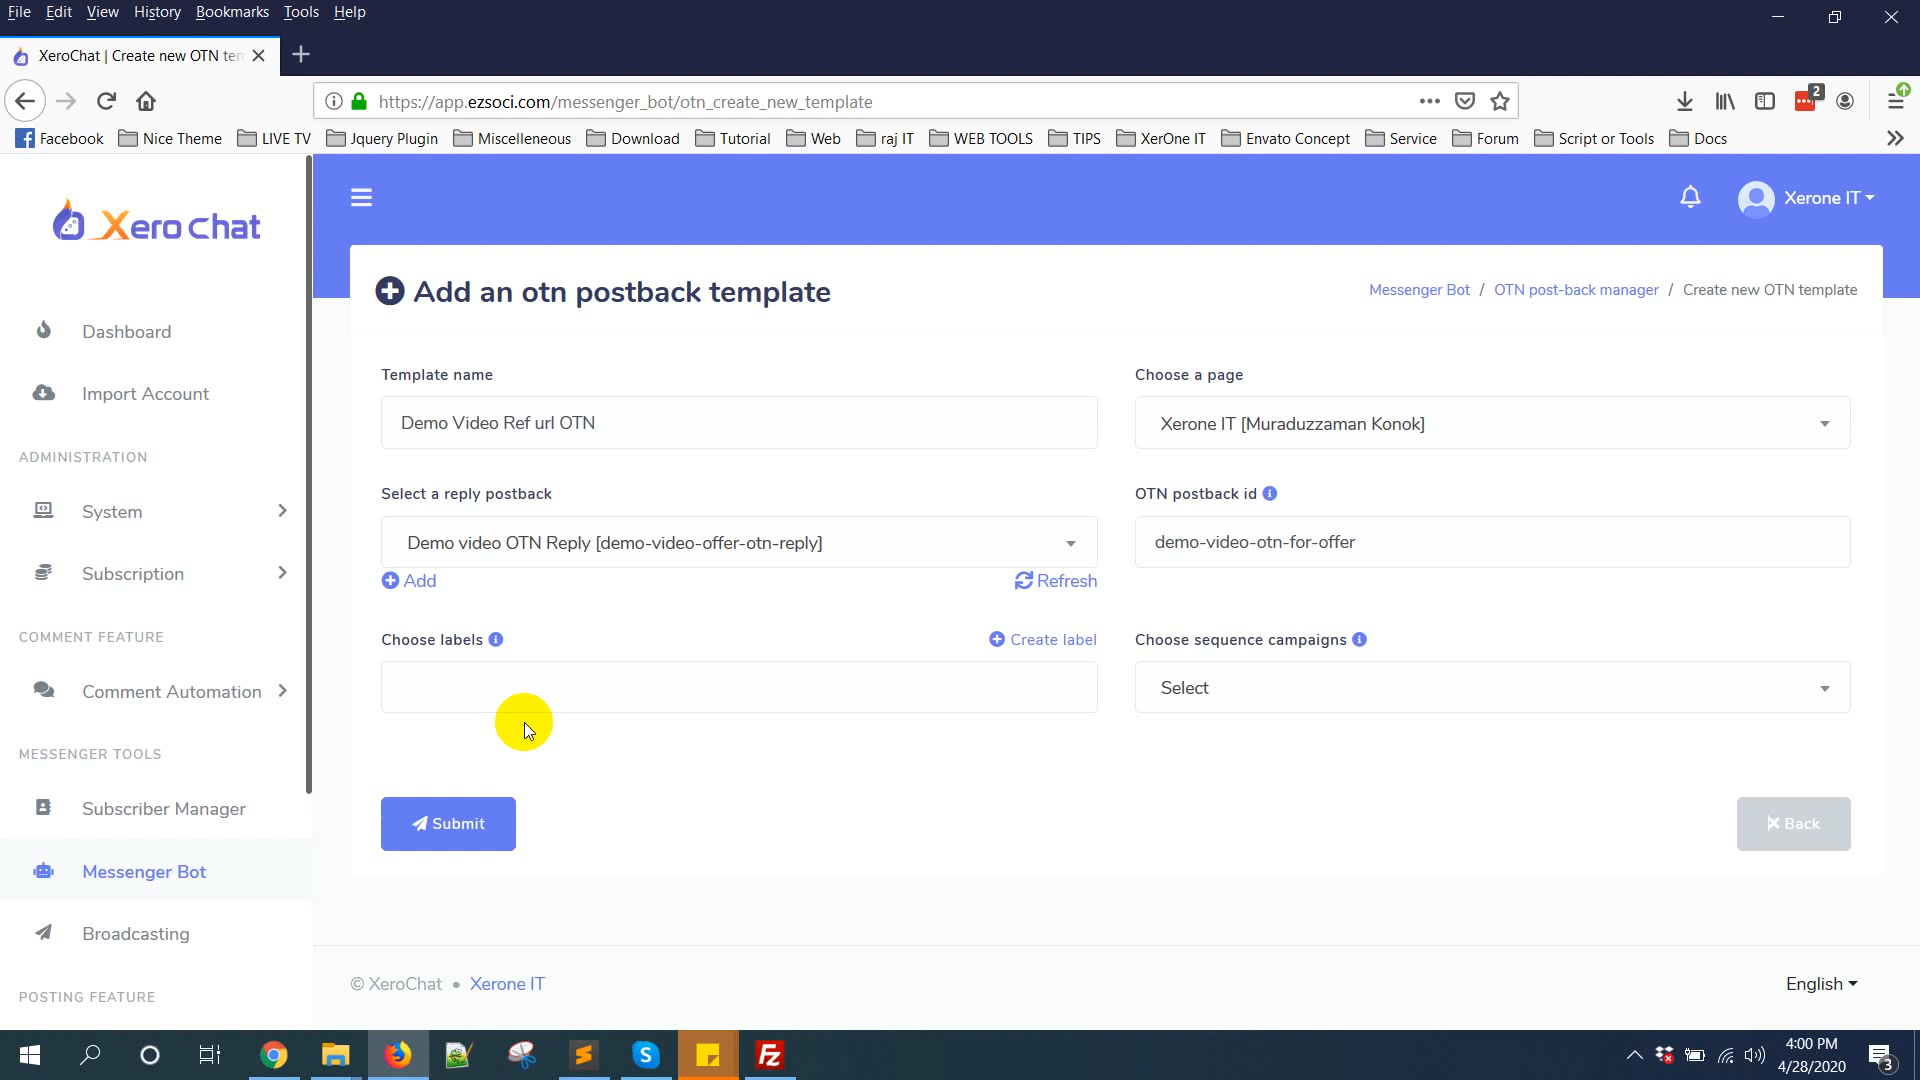 File Edit View History Bookmarks Tools Help
XeroChat | Create new OTN ten
https://app.ezsoci.com/messenger_bot/otn_create_new_template
2
Facebook Nice Theme LIVE TV Jquery Plugin Miscelleneous Download Tutorial Web raj IT WEB TOOLS TIPS XerOne IT Envato Concept Service Forum Script or Tools Docs
Xero chat
Xerone IT
Add an otn postback template
Messenger Bot / OTN post-back manager / Create new OTN template
Dashboard
Import Account
ADMINISTRATION
System
Subscription
COMMENT FEATURE
Comment Automation
MESSENGER TOOLS
Subscriber Manager
Messenger Bot
Broadcasting
POSTING FEATURE
Template name
Demo Video Ref url OTN
Choose a page
Xerone IT [Muraduzzaman Konok]
Select a reply postback
Demo video OTN Reply [demo-video-offer-otn-reply]
Add Refresh
OTN postback id
demo-video-otn-for-offer
Choose labels Create label
Choose sequence campaigns
Select
Submit
Back
© XeroChat • Xerone IT
English
4:00 PM
4/28/2020
3